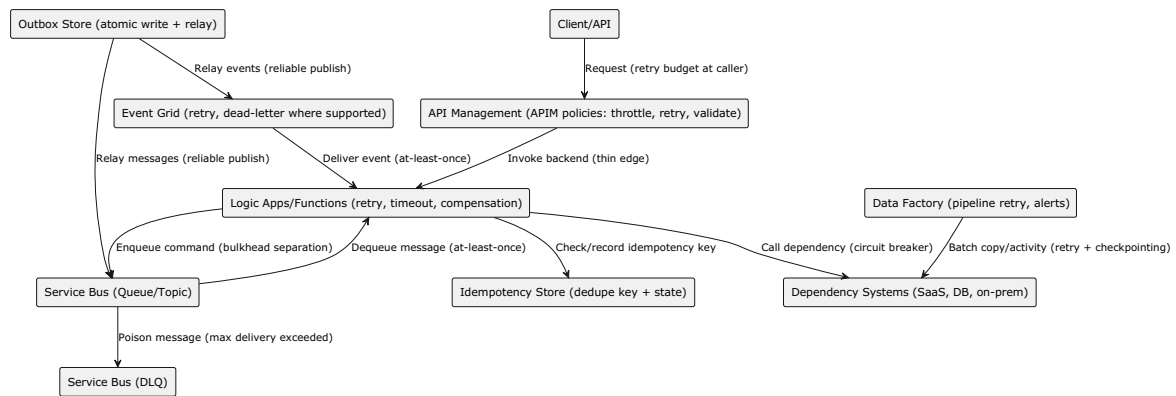 Outbox Store (atomic write + relay)
Client/API
Relay events (reliable publish)
Request (retry budget at caller)
Event Grid (retry, dead-letter where supported)
API Management (APIM policies: throttle, retry, validate)
Relay messages (reliable publish)
Deliver event (at-least-once)
Invoke backend (thin edge)
Logic Apps/Functions (retry, timeout, compensation)
Data Factory (pipeline retry, alerts)
Enqueue command (bulkhead separation)
Dequeue message (at-least-once)
Check/record idempotency key
Call dependency (circuit breaker)
Batch copy/activity (retry + checkpointing)
Service Bus (Queue/Topic)
Idempotency Store (dedupe key + state)
Dependency Systems (SaaS, DB, on-prem)
Poison message (max delivery exceeded)
Service Bus (DLQ)